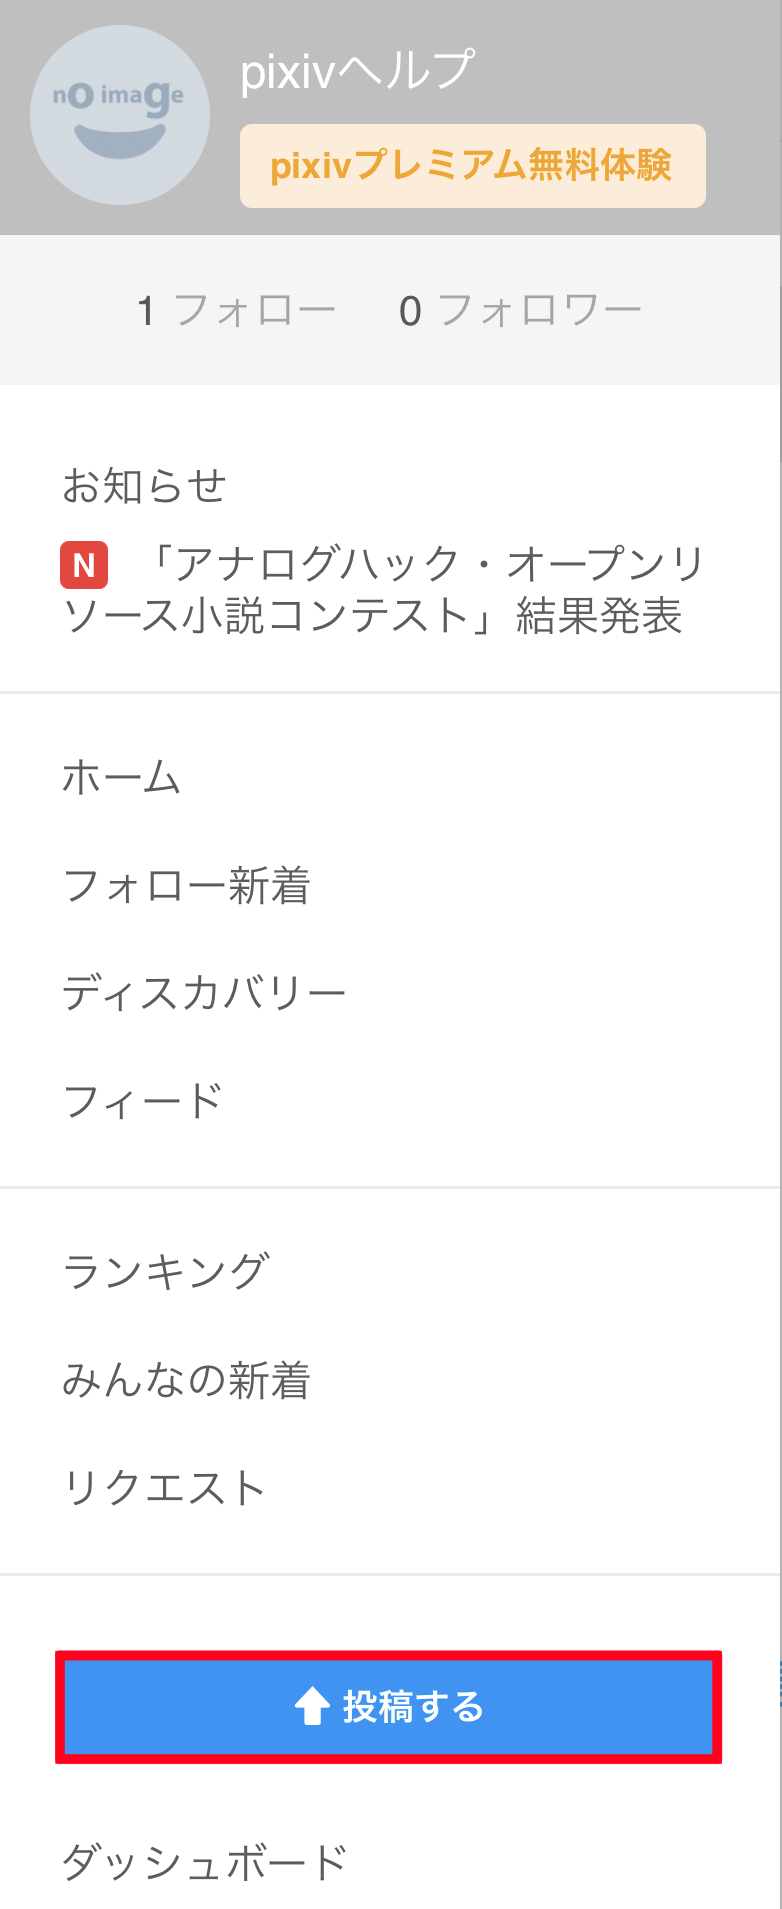 no image
pixivヘルプ
pixivプレミアム無料体験
1 フォロー 0 フォロワー
お知らせ
N 「アナログハック・オープンリ
ソース小説コンテスト」結果発表
ホーム
フォロー新着
ディスカバリー
フィード
ランキング
みんなの新着
リクエスト
投稿する
ダッシュボード